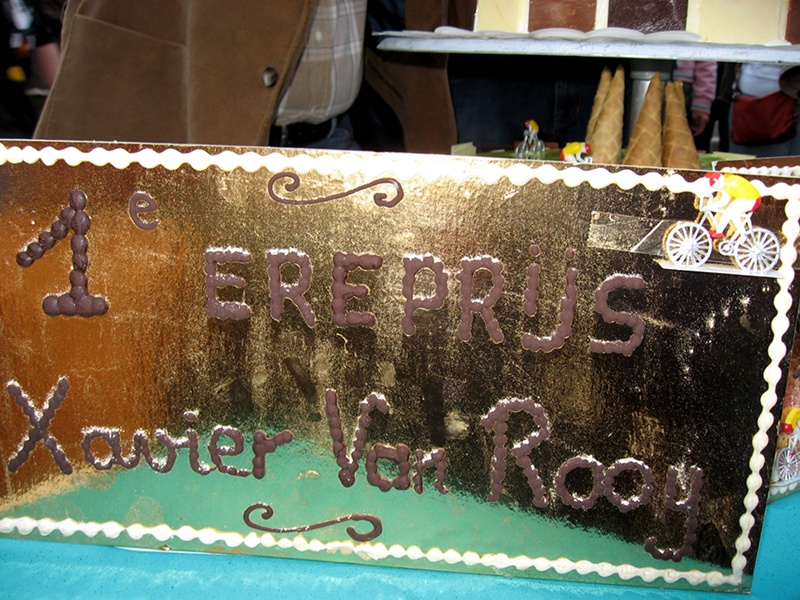 1e EREPRIJS
Xavier Van Rooy